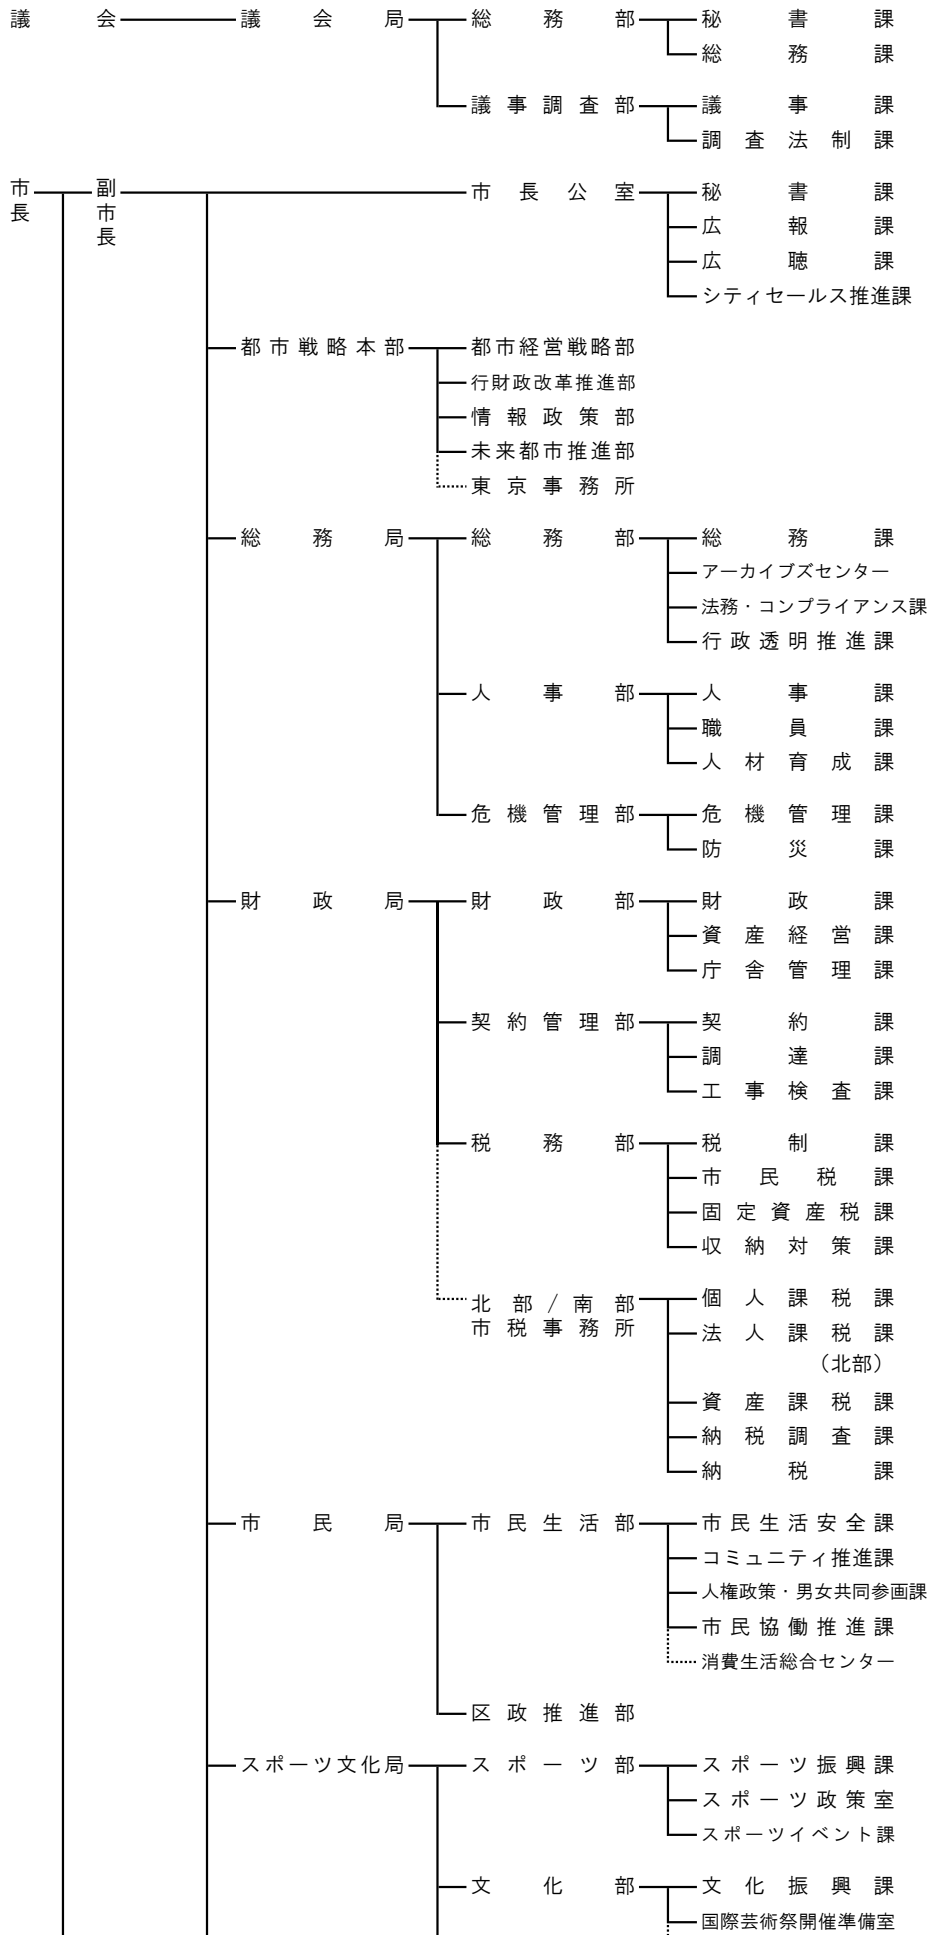 議会 議会局 総務部 秘書課
総務課
議事調査部 議事課
調査法制課
市長 副市長 市長公室 秘書課
広報課
広聴課
シティセールス推進課
都市戦略本部 都市経営戦略部
行財政改革推進部
情報政策部
未来都市推進部
東京事務所
総務局 総務部 総務課
アーカイブズセンター
法務・コンプライアンス課
行政透明推進課
人事部 人事課
職員課
人材育成課
危機管理部 危機管理課
防災課
財政局 財政部 財政課
資産経営課
庁舎管理課
契約管理部 契約課
調達課
工事検査課
税務部 税制課
市民税課
固定資産税課
収納対策課
北部/南部 個人課税課
市税事務所 法人課税課
（北部）
資産課税課
納税調査課
納税課
市民局 市民生活部 市民生活安全課
コミュニティ推進課
人権政策・男女共同参画課
市民協働推進課
消費生活総合センター
区政推進部
スポーツ文化局 スポーツ部 スポーツ振興課
スポーツ政策室
スポーツイベント課
文化部 文化振興課
国際芸術祭開催準備室